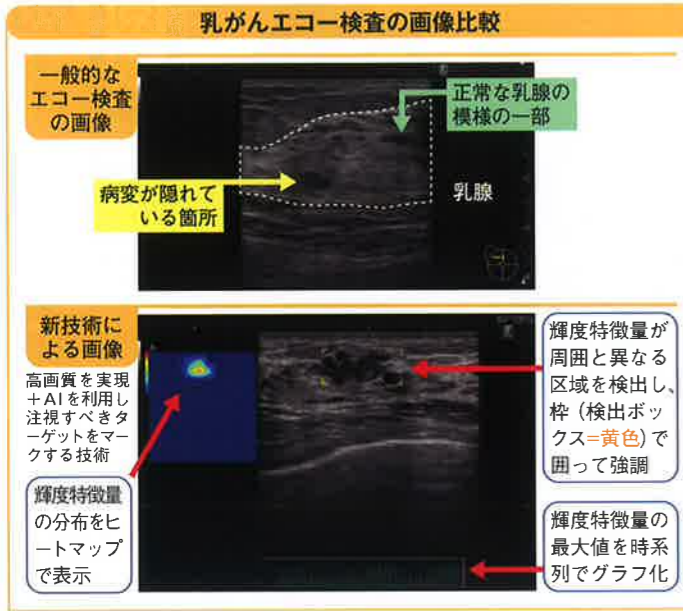 乳がんエコー検査の画像比較
一般的な
エコー検査
の画像
正常な乳腺の
模様の一部
病変が隠れて
いる箇所
乳腺
新技術に
よる画像
高画質を実現
+AIを利用し
注視すべきタ
ーゲットをマー
クする技術
輝度特徴量
の分布をヒ
ートマップ
で表示
輝度特徴量が
周囲と異なる
区域を検出し、
枠(検出ボッ
クス=黄色)で
囲って強調
輝度特徴量の
最大値を時系
列でグラフ化